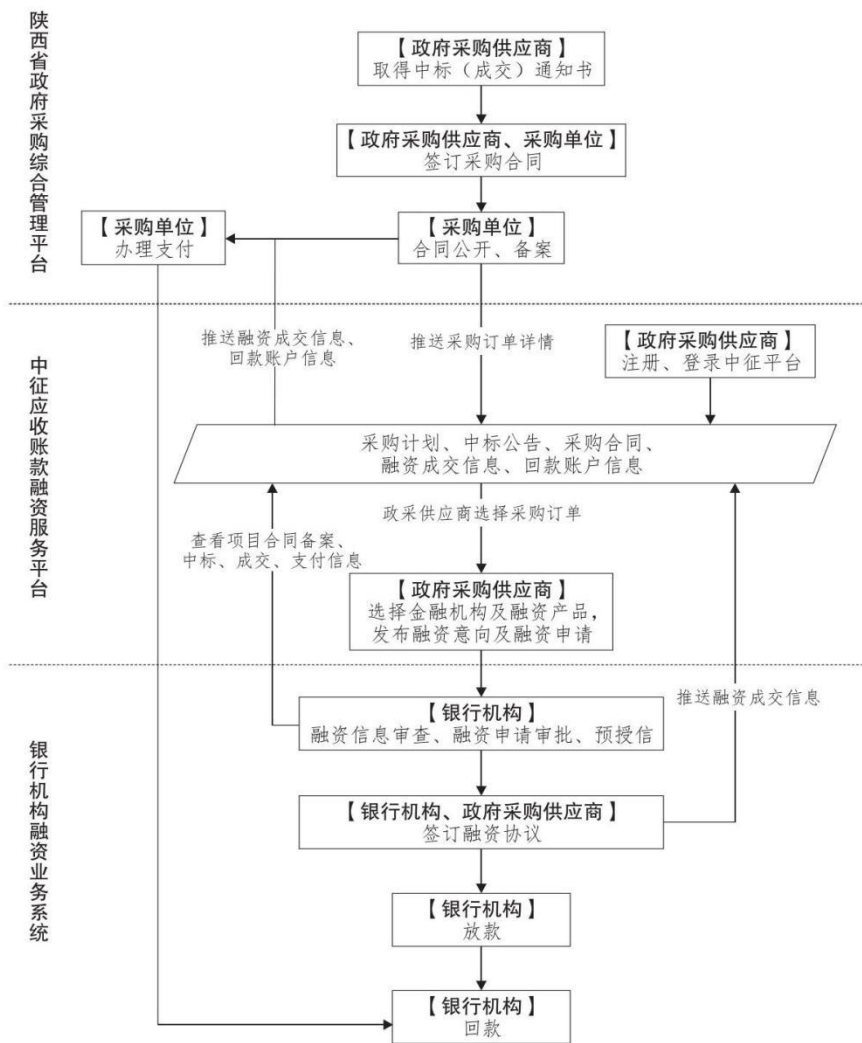 陕西省政府采购综合管理平台
【政府采购供应商】
取得中标（成交）通知书
【政府采购供应商、采购单位】
签订采购合同
【采购单位】
办理支付
【采购单位】
合同公开、备案
中征应收账款融资服务平台
推送融资成交信息、
回款账户信息
推送采购订单详情
【政府采购供应商】
注册、登录中征平台
采购计划、中标公告、采购合同、
融资成交信息、回款账户信息
政采供应商选择采购订单
查看项目合同备案、
中标、成交、支付信息
【政府采购供应商】
选择金融机构及融资产品，
发布融资意向及融资申请
银行机构融资业务系统
【银行机构】
融资信息审查、融资申请审批、预授信
推送融资成交信息
【银行机构、政府采购供应商】
签订融资协议
【银行机构】
放款
【银行机构】
回款